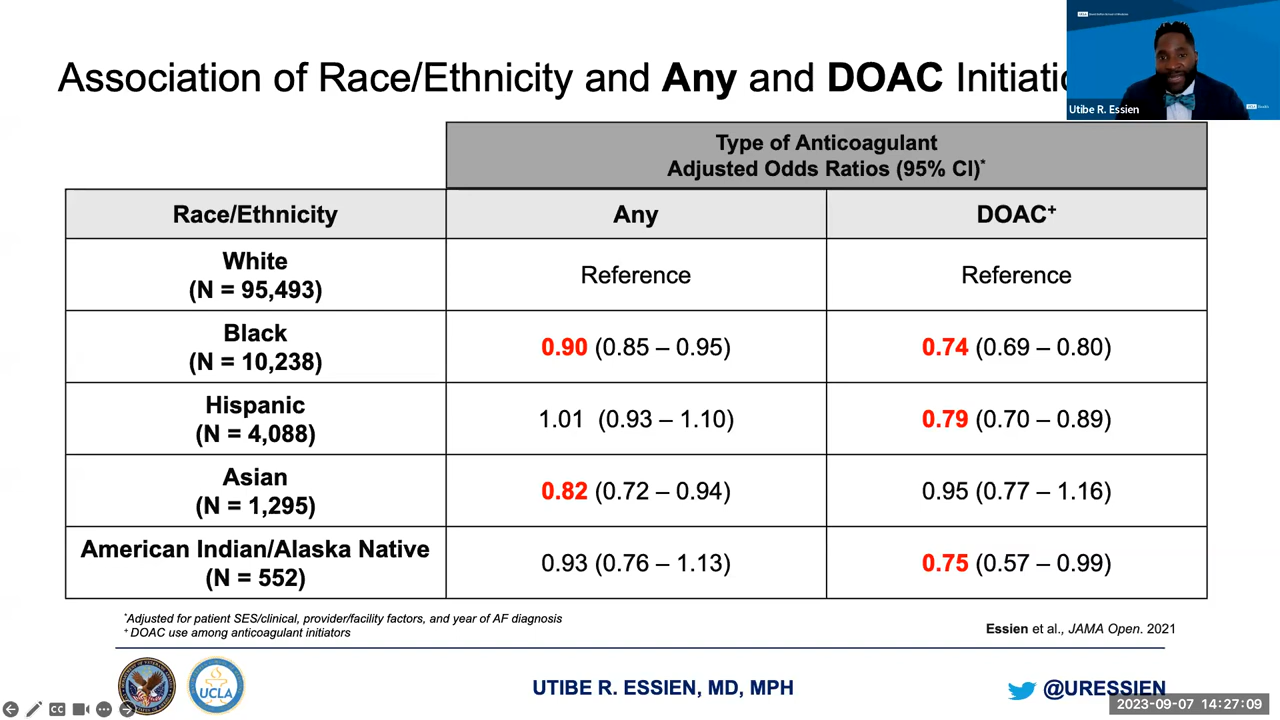 Association of Race/Ethnicity and Any and DOAC Initiatio
Utibe R. Essien
Type of Anticoagulant
Adjusted Odds Ratios (95% CI)*
Race/Ethnicity Any DOAC+
White
(N = 95,493) Reference Reference
Black
(N = 10,238) 0.90 (0.85 – 0.95) 0.74 (0.69 – 0.80)
Hispanic
(N = 4,088) 1.01 (0.93 – 1.10) 0.79 (0.70 – 0.89)
Asian
(N = 1,295) 0.82 (0.72 – 0.94) 0.95 (0.77 – 1.16)
American Indian/Alaska Native
(N = 552) 0.93 (0.76 – 1.13) 0.75 (0.57 – 0.99)
*Adjusted for patient SES/clinical, provider/facility factors, and year of AF diagnosis
+ DOAC use among anticoagulant initiators
Essien et al., JAMA Open. 2021
UCLA
UTIBE R. ESSIEN, MD, MPH
@URESSIEN
CC
2023-09-07 14:27:09